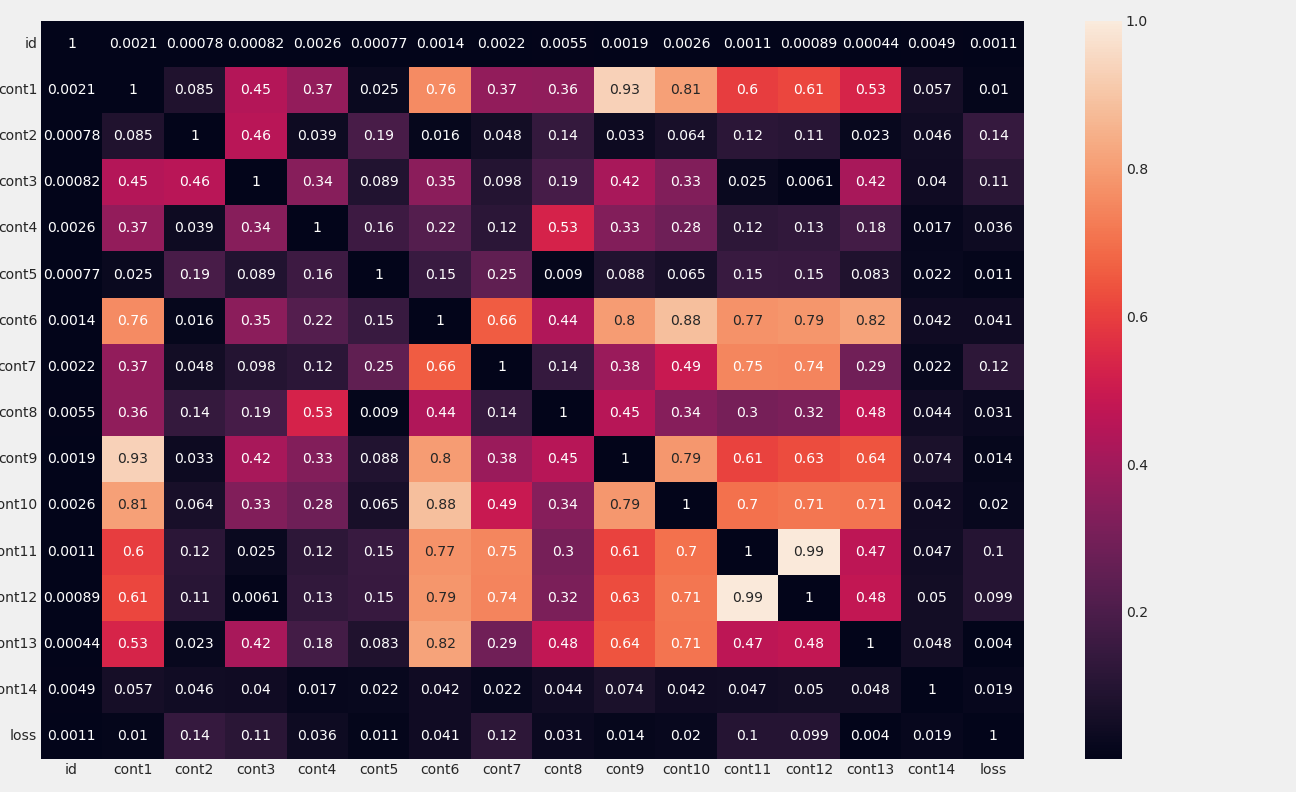 id 1 0.0021 0.00078 0.00082 0.0026 0.00077 0.0014 0.0022 0.0055 0.0019 0.0026 0.0011 0.00089 0.00044 0.0049 0.0011 1.0
cont1 0.0021 1 0.085 0.45 0.37 0.025 0.76 0.37 0.36 0.93 0.81 0.6 0.61 0.53 0.057 0.01
cont2 0.00078 0.085 1 0.46 0.039 0.19 0.016 0.048 0.14 0.033 0.064 0.12 0.11 0.023 0.046 0.14
cont3 0.00082 0.45 0.46 1 0.34 0.089 0.35 0.098 0.19 0.42 0.33 0.025 0.0061 0.42 0.04 0.11 0.8
cont4 0.0026 0.37 0.039 0.34 1 0.16 0.22 0.12 0.53 0.33 0.28 0.12 0.13 0.18 0.017 0.036
cont5 0.00077 0.025 0.19 0.089 0.16 1 0.15 0.25 0.009 0.088 0.065 0.15 0.15 0.083 0.022 0.011
cont6 0.0014 0.76 0.016 0.35 0.22 0.15 1 0.66 0.44 0.8 0.88 0.77 0.79 0.82 0.042 0.041 0.6
cont7 0.0022 0.37 0.048 0.098 0.12 0.25 0.66 1 0.14 0.38 0.49 0.75 0.74 0.29 0.022 0.12
cont8 0.0055 0.36 0.14 0.19 0.53 0.009 0.44 0.14 1 0.45 0.34 0.3 0.32 0.48 0.044 0.031
cont9 0.0019 0.93 0.033 0.42 0.33 0.088 0.8 0.38 0.45 1 0.79 0.61 0.63 0.64 0.074 0.014 0.4
ont10 0.0026 0.81 0.064 0.33 0.28 0.065 0.88 0.49 0.34 0.79 1 0.7 0.71 0.71 0.042 0.02
ont11 0.0011 0.6 0.12 0.025 0.12 0.15 0.77 0.75 0.3 0.61 0.7 1 0.99 0.47 0.047 0.1
ont12 0.00089 0.61 0.11 0.0061 0.13 0.15 0.79 0.74 0.32 0.63 0.71 0.99 1 0.48 0.05 0.099 0.2
ont13 0.00044 0.53 0.023 0.42 0.18 0.083 0.82 0.29 0.48 0.64 0.71 0.47 0.48 1 0.048 0.004
ont14 0.0049 0.057 0.046 0.04 0.017 0.022 0.042 0.022 0.044 0.074 0.042 0.047 0.05 0.048 1 0.019
loss 0.0011 0.01 0.14 0.11 0.036 0.011 0.041 0.12 0.031 0.014 0.02 0.1 0.099 0.004 0.019 1
id cont1 cont2 cont3 cont4 cont5 cont6 cont7 cont8 cont9 cont10 cont11 cont12 cont13 cont14 loss